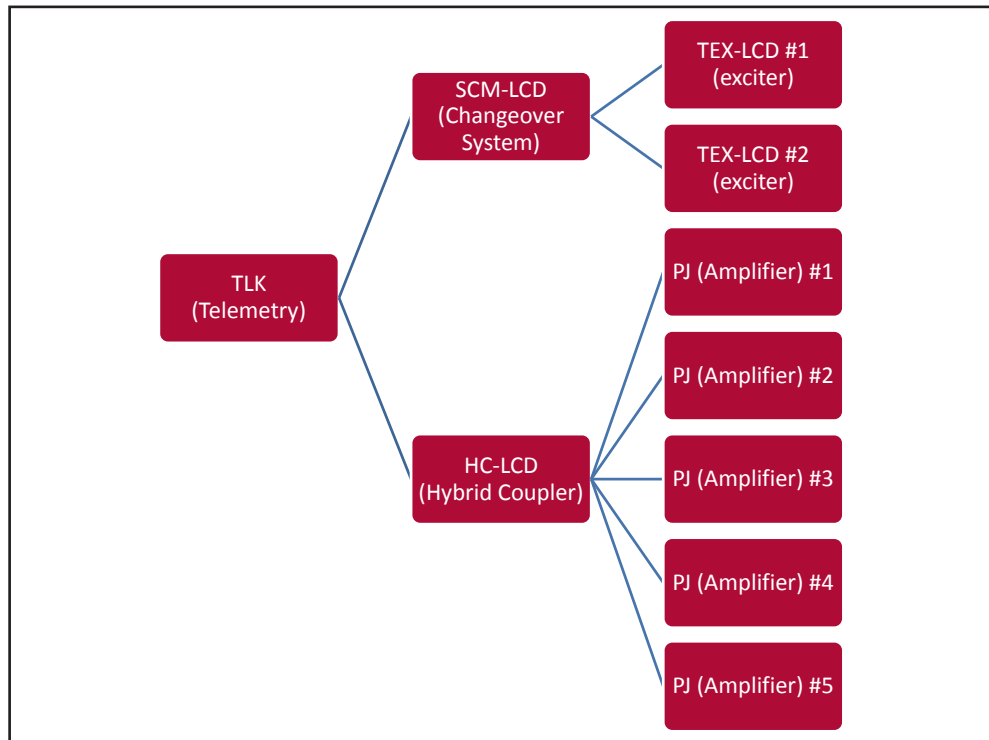 TEX-LCD #1
(exciter)
SCM-LCD
(Changeover
System)
TEX-LCD #2
(exciter)
PJ (Amplifier) #1
TLK
(Telemetry)
PJ (Amplifier) #2
HC-LCD
(Hybrid Coupler)
PJ (Amplifier) #3
PJ (Amplifier) #4
PJ (Amplifier) #5